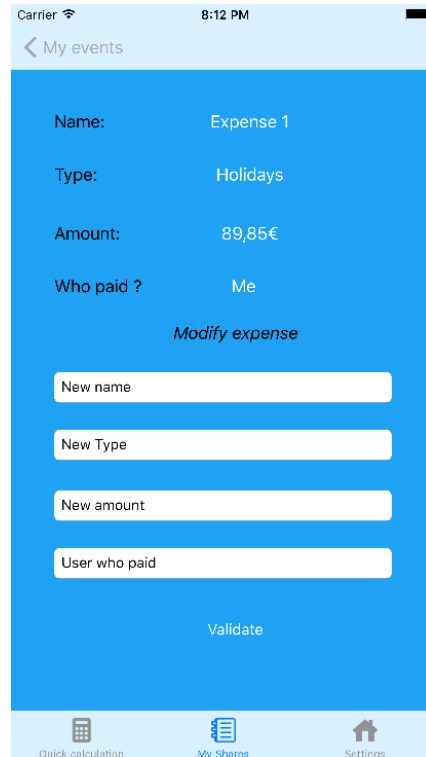 Carrier 8:12 PM
My events
Name: Expense 1
Type: Holidays
Amount: 89,85€
Who paid ? Me
Modify expense
New name
New Type
New amount
User who paid
Validate
Quick calculation My Shares Settings